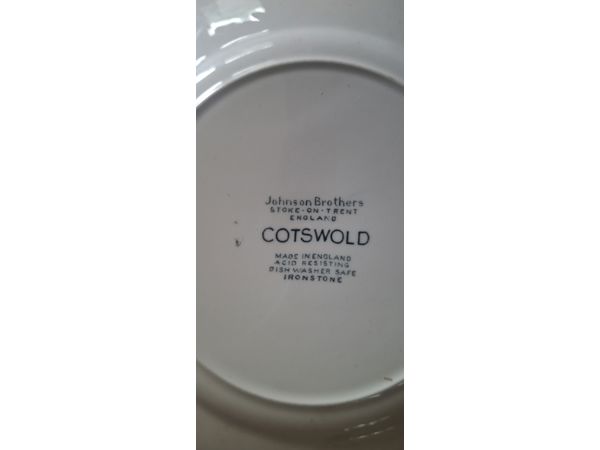 Johnson Brothers
STOKE-ON-TRENT
ENGLAND
COTSWOLD
MADE IN ENGLAND
ACID RESISTING
DISH WASHER SAFE
IRONSTONE